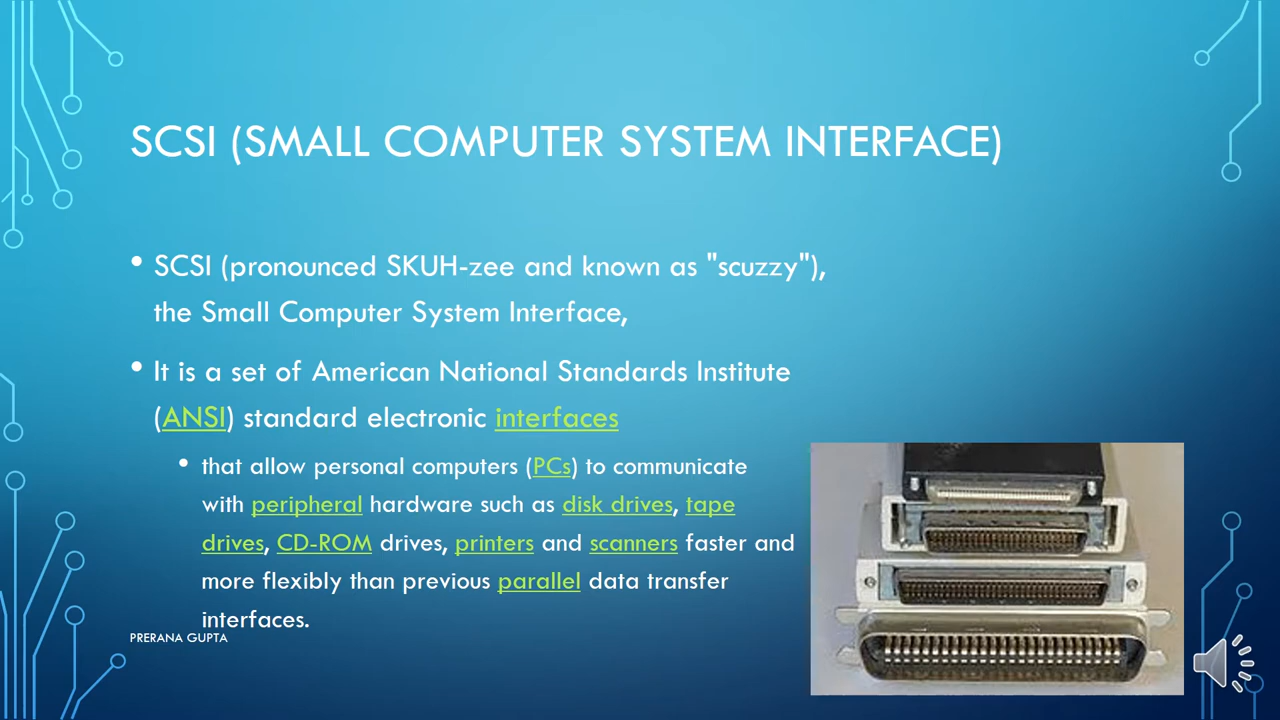 SCSI (SMALL COMPUTER SYSTEM INTERFACE)
• SCSI (pronounced SKUH-zee and known as "scuzzy"),
the Small Computer System Interface,
• It is a set of American National Standards Institute
(ANSI) standard electronic interfaces
• that allow personal computers (PCs) to communicate
with peripheral hardware such as disk drives, tape
drives, CD-ROM drives, printers and scanners faster and
more flexibly than previous parallel data transfer
interfaces.
PRERANA GUPTA